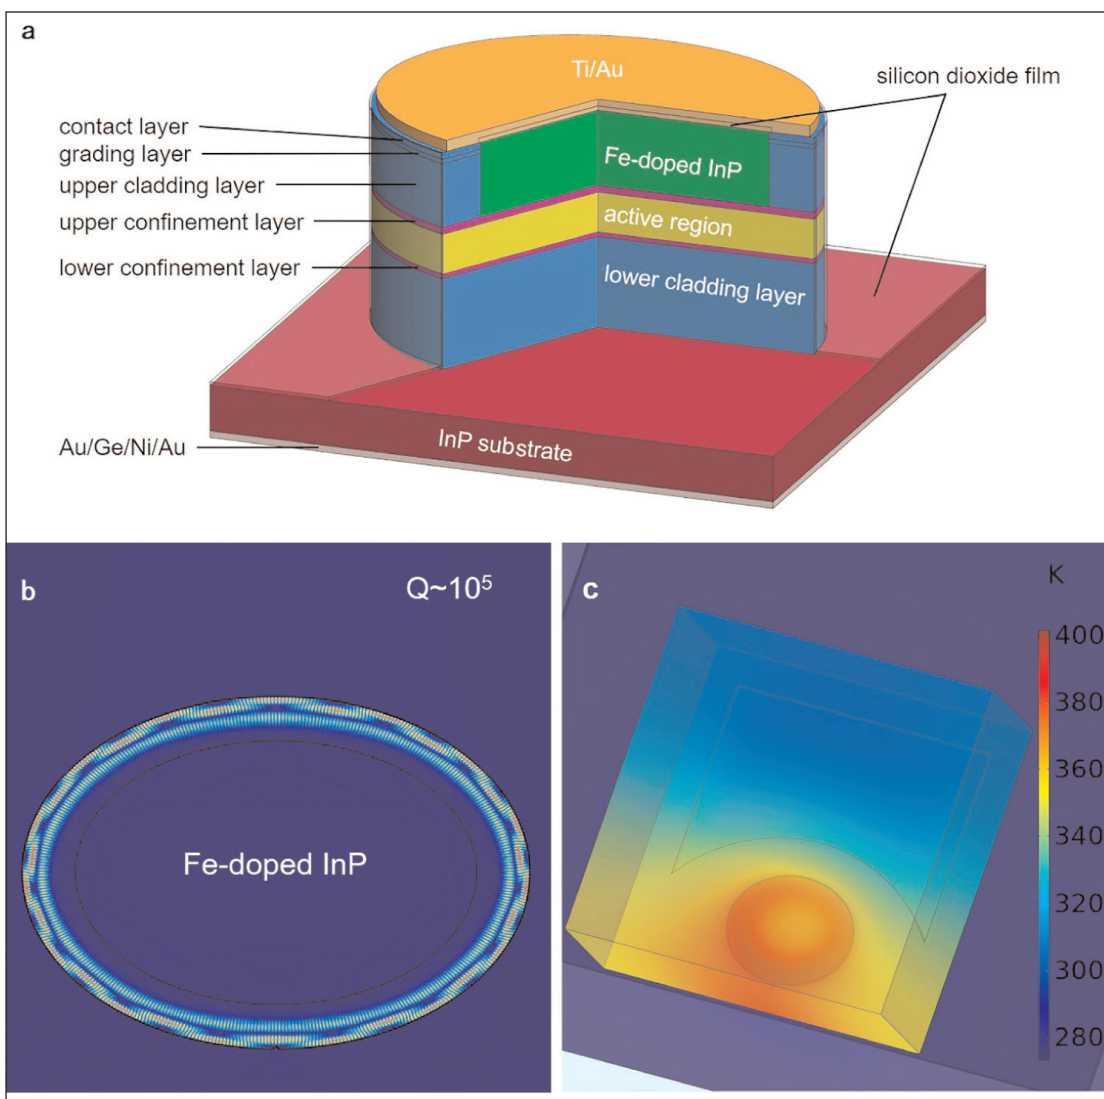 a
Ti/Au
silicon dioxide film
contact layer
grading layer
upper cladding layer
Fe-doped InP
upper confinement layer
active region
lower confinement layer
lower cladding layer
Au/Ge/Ni/Au
InP substrate
b
Q~10⁵
Fe-doped InP
c
K
400
380
360
340
320
300
280